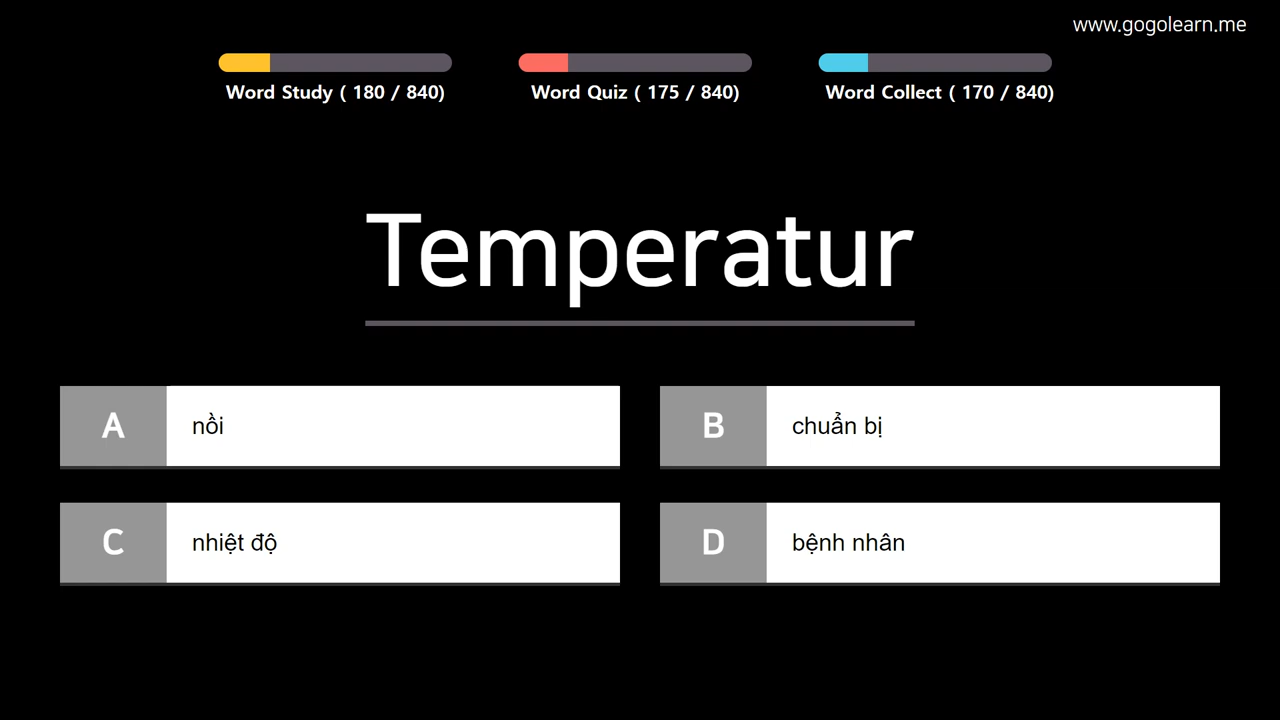 www.gogolearn.me
Word Study ( 180 / 840)
Word Quiz ( 175 / 840)
Word Collect ( 170 / 840)
Temperatur
A
nồi
B
chuẩn bị
C
nhiệt độ
D
bệnh nhân